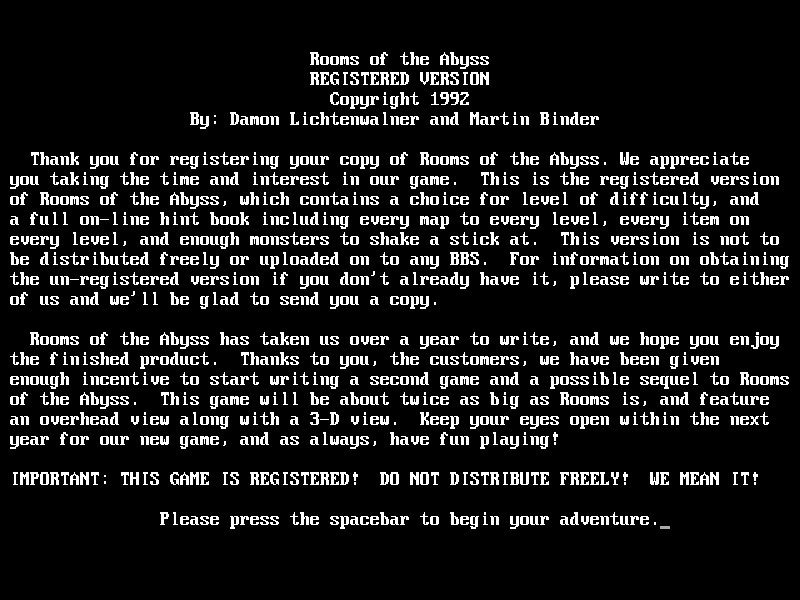 Rooms of the Abyss
REGISTERED VERSION
Copyright 1992
By: Damon Lichtenwalner and Martin Binder
Thank you for registering your copy of Rooms of the Abyss. We appreciate
you taking the time and interest in our game.  This is the registered version
of Rooms of the Abyss, which contains a choice for level of difficulty, and
a full on-line hint book including every map to every level, every item on
every level, and enough monsters to shake a stick at.  This version is not to
be distributed freely or uploaded on to any BBS.  For information on obtaining
the un-registered version if you don't already have it, please write to either
of us and we'll be glad to send you a copy.
Rooms of the Abyss has taken us over a year to write, and we hope you enjoy
the finished product.  Thanks to you, the customers, we have been given
enough incentive to start writing a second game and a possible sequel to Rooms
of the Abyss.  This game will be about twice as big as Rooms is, and feature
an overhead view along with a 3-D view.  Keep your eyes open within the next
year for our new game, and as always, have fun playing!
IMPORTANT: THIS GAME IS REGISTERED!  DO NOT DISTRIBUTE FREELY!  WE MEAN IT!
Please press the spacebar to begin your adventure._